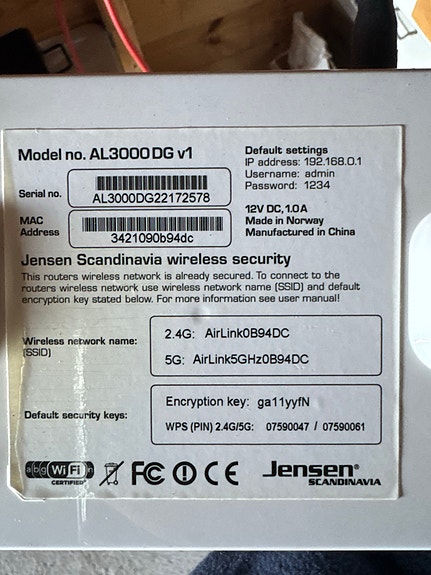 Model no. AL3000DG v1
Serial no.
AL3000DG22172578
MAC
Address
3421090b94dc
Default settings
IP address: 192.168.0.1
Username: admin
Password: 1234
12V DC, 1.0A
Made in Norway
Manufactured in China
Jensen Scandinavia wireless security
This routers wireless network is already secured. To connect to the
routers wireless network use wireless network name (SSID) and default
encryption key stated below. For more information see user manual!
Wireless network name:
(SSID)
2.4G: AirLink0B94DC
5G: AirLink5GHz0B94DC
Default security keys:
Encryption key: ga11yyfN
WPS (PIN) 2.4G/5G: 07590047 / 07590061
a b g Wi Fi n
CERTIFIED
FC CE
Jensen®
SCANDINAVIA